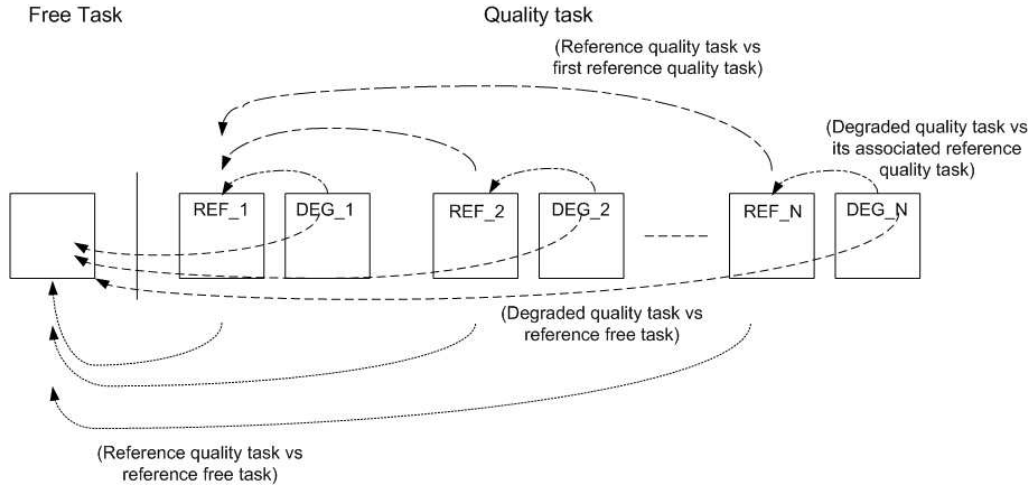 Free Task
Quality task
(Reference quality task vs
first reference quality task)
(Degraded quality task vs
its associated reference
quality task)
REF_1
DEG_1
REF_2
DEG_2
REF_N
DEG_N
(Degraded quality task vs
reference free task)
(Reference quality task vs
reference free task)